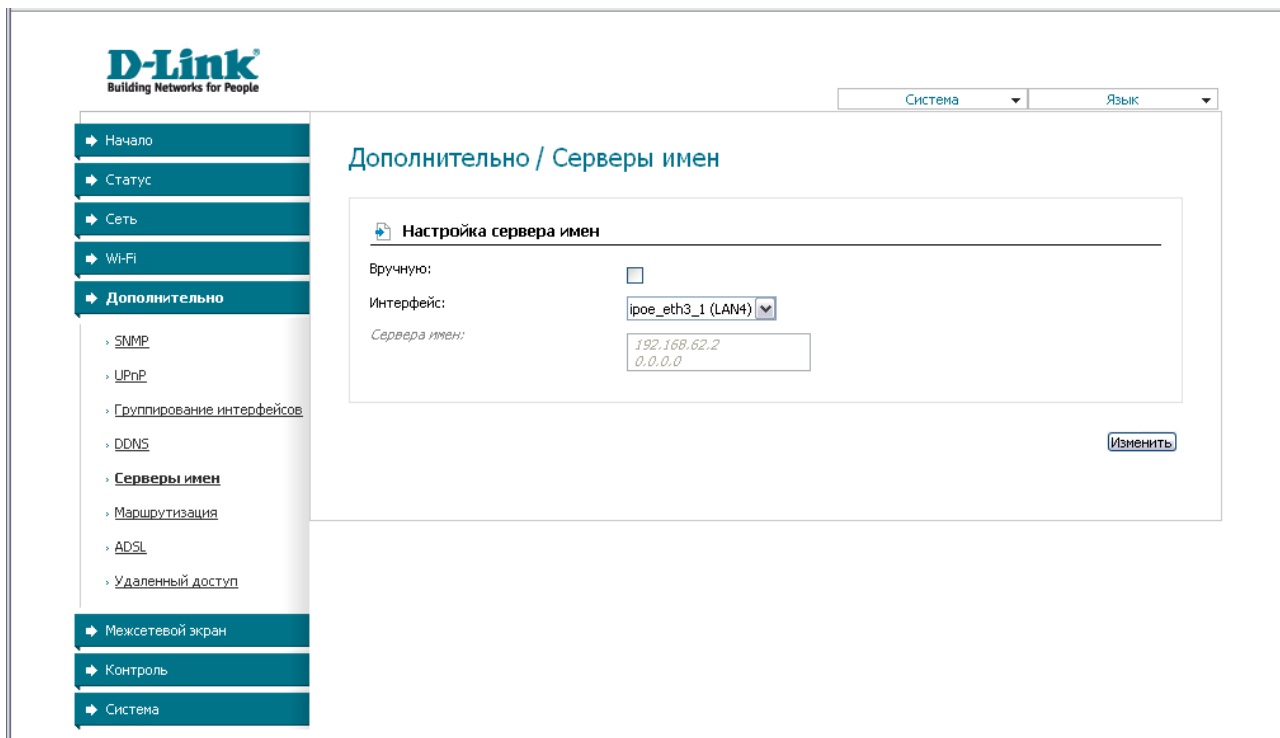 D-Link
Building Networks for People
Система
Язык
Начало
Статус
Сеть
Wi-Fi
Дополнительно
SNMP
UPnP
Группирование интерфейсов
DDNS
Серверы имен
Маршрутизация
ADSL
Удаленный доступ
Межсетевой экран
Контроль
Система
Дополнительно / Серверы имен
Настройка сервера имен
Вручную:
Интерфейс:
ipoe_eth3_1 (LAN4)
Сервера имен:
192.168.62.2
0.0.0.0
Изменить